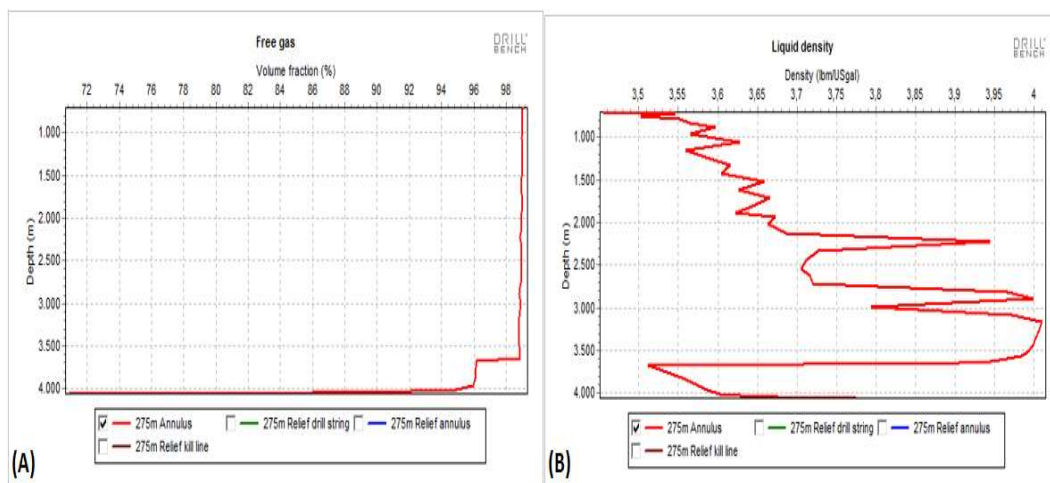 Free gas
DRILL
BENCH
Volume fraction (%)
72 74 76 78 80 82 84 86 88 90 92 94 96 98
Depth (m)
1.000
1.500
2.000
2.500
3.000
3.500
4.000
275m Annulus 275m Relief drill string 275m Relief annulus
275m Relief kill line
(A)
Liquid density
DRILL
BENCH
Density (lbm/USgal)
3,5 3,55 3,6 3,65 3,7 3,75 3,8 3,85 3,9 3,95 4
Depth (m)
1.000
1.500
2.000
2.500
3.000
3.500
4.000
275m Annulus 275m Relief drill string 275m Relief annulus
275m Relief kill line
(B)